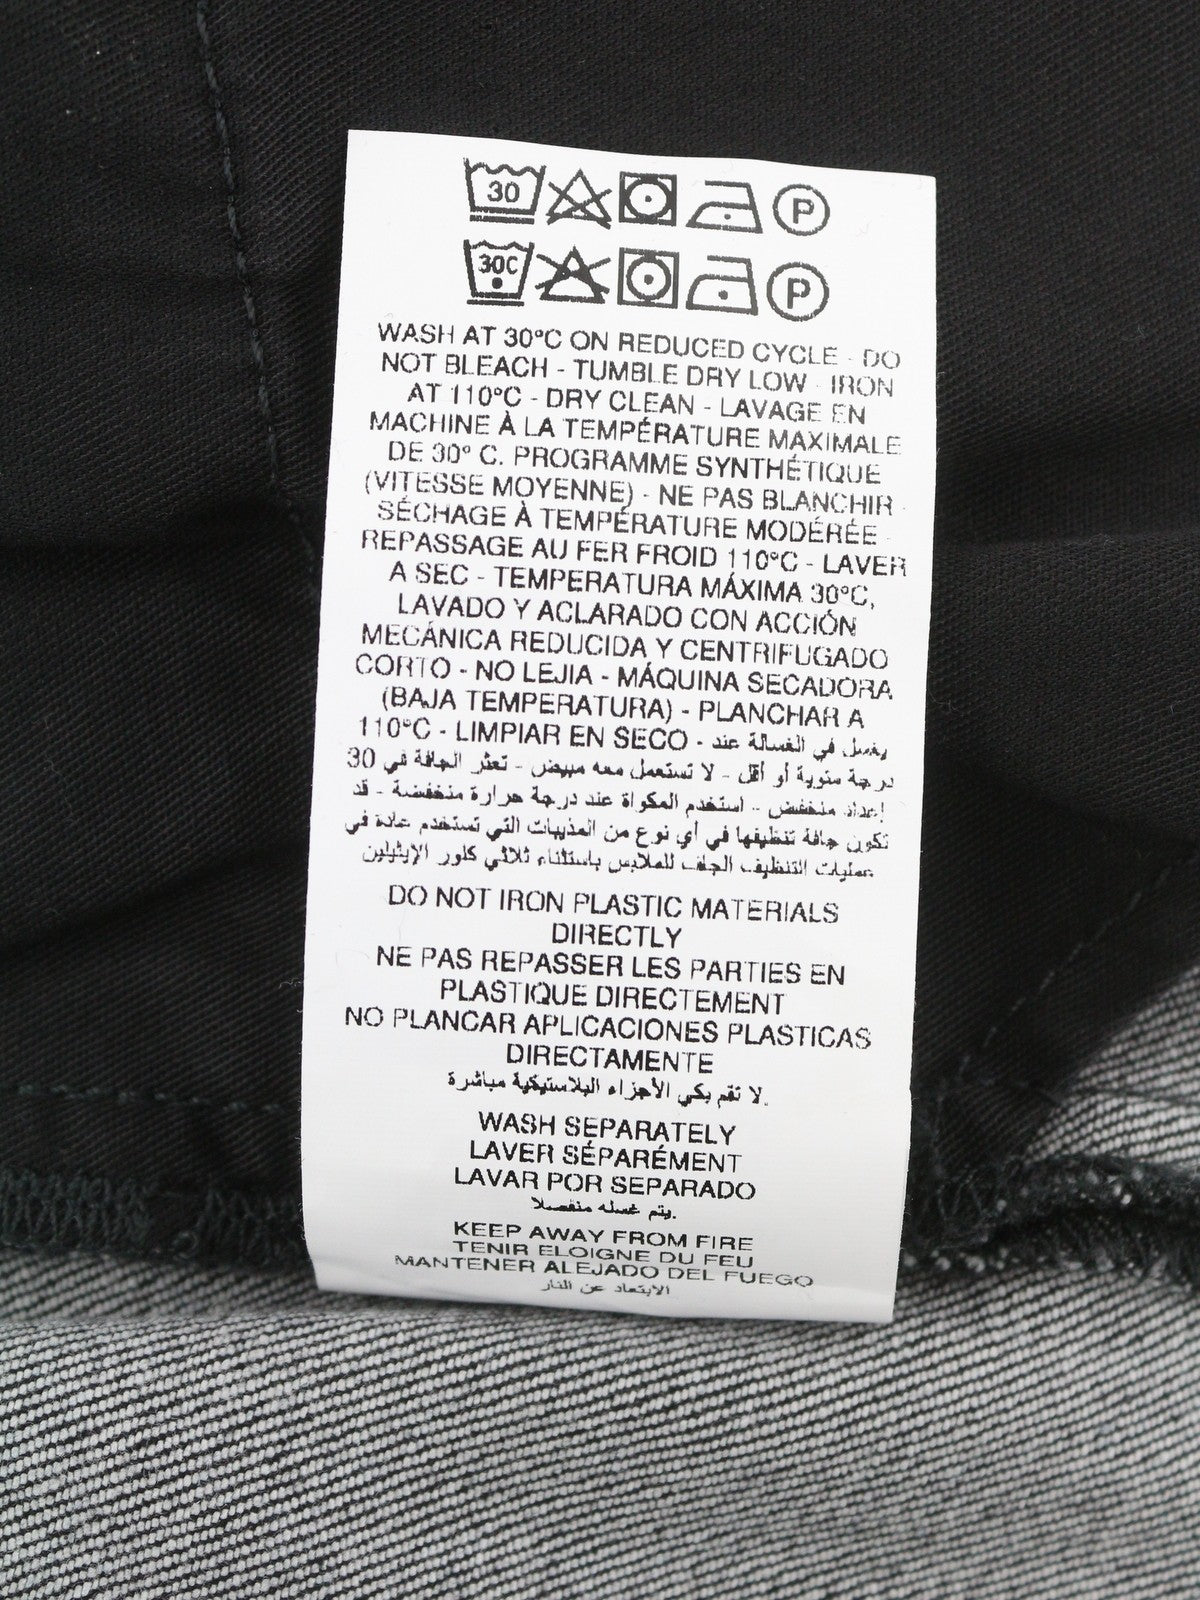 30 P
30C P
WASH AT 30°C ON REDUCED CYCLE - DO
NOT BLEACH - TUMBLE DRY LOW - IRON
AT 110°C - DRY CLEAN - LAVAGE EN
MACHINE À LA TEMPÉRATURE MAXIMALE
DE 30° C. PROGRAMME SYNTHÉTIQUE
(VITESSE MOYENNE) - NE PAS BLANCHIR -
SÉCHAGE À TEMPÉRATURE MODÉRÉE -
REPASSAGE AU FER FROID 110°C - LAVER
A SEC - TEMPERATURA MÁXIMA 30°C,
LAVADO Y ACLARADO CON ACCIÓN
MECÁNICA REDUCIDA Y CENTRIFUGADO
CORTO - NO LEJIA - MÁQUINA SECADORA
(BAJA TEMPERATURA) - PLANCHAR A
110°C - LIMPIAR EN SECO - يغسل في الغسالة عند
درجة مئوية أو أقل - لا تستعمل معه مبيض - تعثر الجافة في 30
إعداد منخفض - استخدم المكواة عند درجة حرارة منخفضة - قد
تكون جافة تنظيفها في أي نوع من المذيبات التي تستخدم عادة في
عمليات التنظيف الجاف للملابس باستثناء ثلاثي كلور الإيثيلين
DO NOT IRON PLASTIC MATERIALS
DIRECTLY
NE PAS REPASSER LES PARTIES EN
PLASTIQUE DIRECTEMENT
NO PLANCAR APLICACIONES PLASTICAS
DIRECTAMENTE
لا تقم بكي الأجزاء البلاستيكية مباشرة.
WASH SEPARATELY
LAVER SÉPARÉMENT
LAVAR POR SEPARADO
يتم غسله منفصلا.
KEEP AWAY FROM FIRE
TENIR ELOIGNE DU FEU
MANTENER ALEJADO DEL FUEGO
الابتعاد عن النار